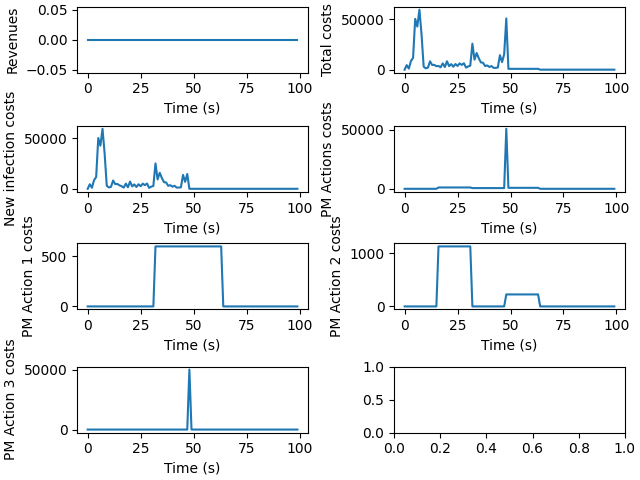 Revenues
0.05
0.00
−0.05
0 25 50 75 100
Time (s)
Total costs
50000
0
0 25 50 75 100
Time (s)
New infection costs
50000
0
0 25 50 75 100
Time (s)
PM Actions costs
50000
0
0 25 50 75 100
Time (s)
PM Action 1 costs
500
0
0 25 50 75 100
Time (s)
PM Action 2 costs
1000
0
0 25 50 75 100
Time (s)
PM Action 3 costs
50000
0
0 25 50 75 100
Time (s)
1.0
0.5
0.0
0.0 0.2 0.4 0.6 0.8 1.0